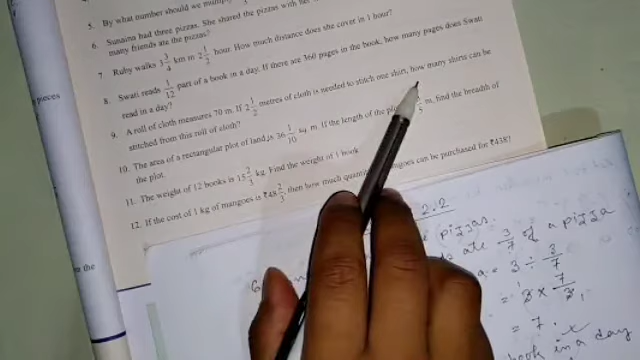 5. By what number should we multiply
6. Sunaina had three pizzas. She shared the pizzas with her
many friends ate the pizzas?
7. Ruby walks 3 3/4 km in 2 1/2 hour. How much distance does she cover in 1 hour?
8. Swati reads 1/12 part of a book in a day. If there are 360 pages in the book, how many pages does Swati
read in a day?
9. A roll of cloth measures 70 m. If 2 1/2 metres of cloth is needed to stitch one shirt, how many shirts can be
stitched from this roll of cloth?
10. The area of a rectangular plot of land is 36 1/10 sq. m. If the length of the plot 5 m, find the breadth of
the plot.
11. The weight of 12 books is 15 2/3 kg. Find the weight of 1 book
12. If the cost of 1 kg of mangoes is ₹48 2/3, then how much mangoes can be purchased for ₹438?
pieces
the
2.2
pizzas.
ate 3/7 of a pizza
= 3 ÷ 3/7
= 3 × 7/3
= 7.
book in a day